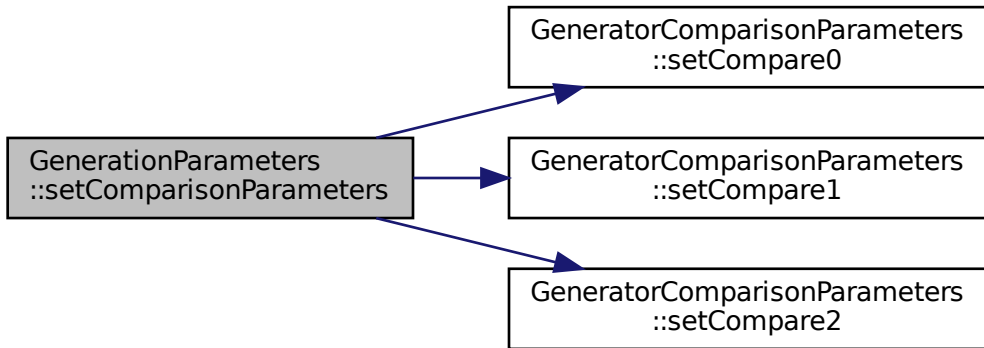 GeneratorComparisonParameters
::setCompare0
GenerationParameters
::setComparisonParameters
GeneratorComparisonParameters
::setCompare1
GeneratorComparisonParameters
::setCompare2